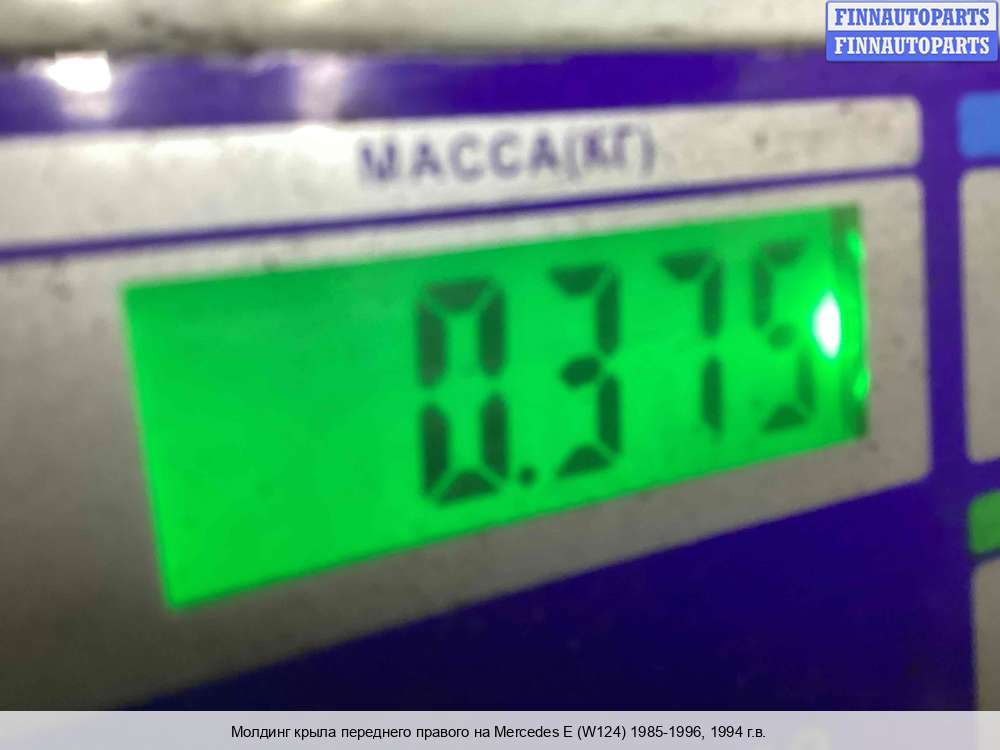 FINNAUTOPARTS
FINNAUTOPARTS
МАССА(КГ)
0.375
Молдинг крыла переднего правого на Mercedes E (W124) 1985-1996, 1994 г.в.